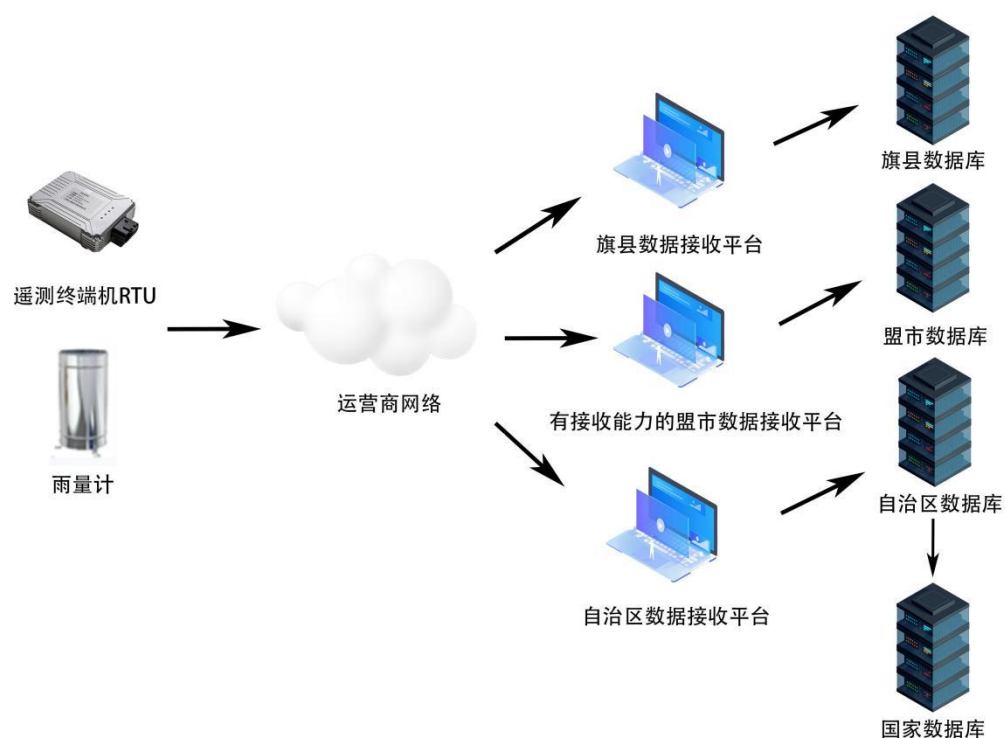 遥测终端机RTU
雨量计
运营商网络
旗县数据接收平台
有接收能力的盟市数据接收平台
自治区数据接收平台
旗县数据库
盟市数据库
自治区数据库
国家数据库